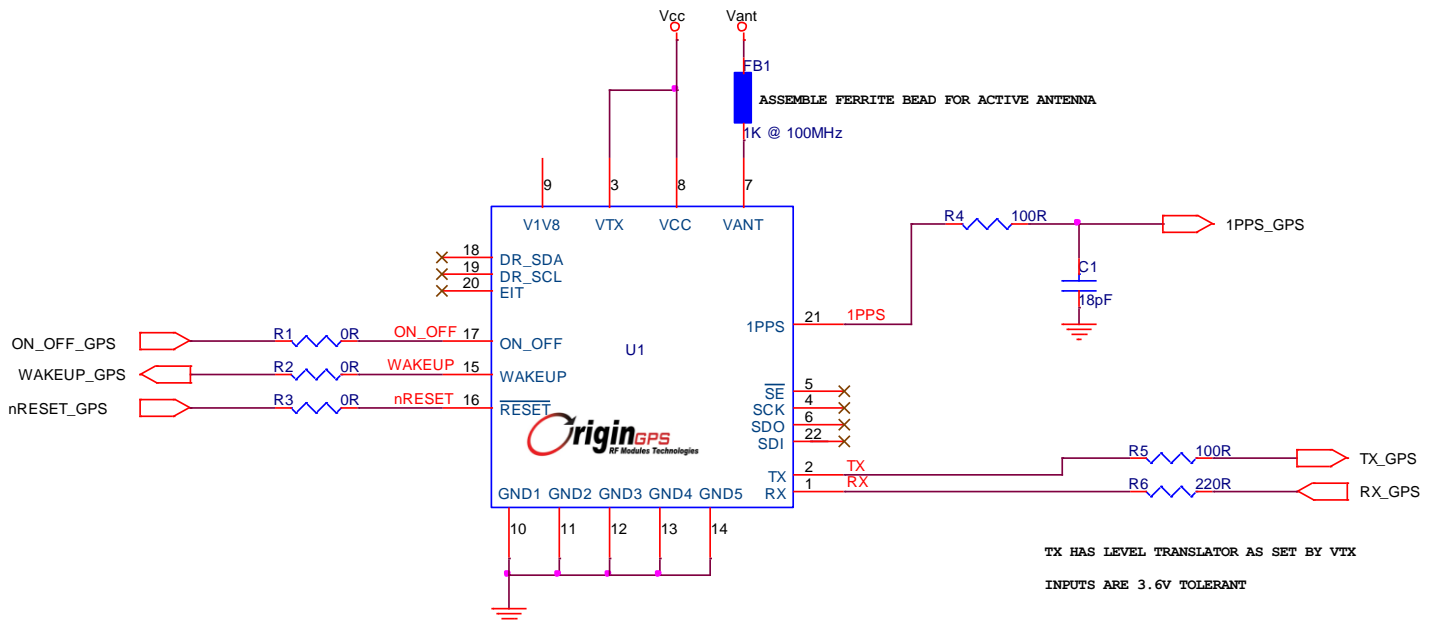 Vcc
Vant
FB1
ASSEMBLE FERRITE BEAD FOR ACTIVE ANTENNA
1K @ 100MHz
9
3
8
7
V1V8
VTX
VCC
VANT
R4
100R
1PPS_GPS
18
DR_SDA
19
DR_SCL
20
EIT
C1
18pF
21
1PPS
1PPS
ON_OFF_GPS
R1
0R
ON_OFF
17
ON_OFF
U1
WAKEUP_GPS
R2
0R
WAKEUP
15
WAKEUP
nRESET_GPS
R3
0R
nRESET
16
RESET
5
SE
4
SCK
6
SDO
22
SDI
OriginGPS
RF Modules Technologies
TX
2
TX
R5
100R
TX_GPS
RX
1
RX
R6
220R
RX_GPS
GND1
GND2
GND3
GND4
GND5
10
11
12
13
14
TX HAS LEVEL TRANSLATOR AS SET BY VTX
INPUTS ARE 3.6V TOLERANT